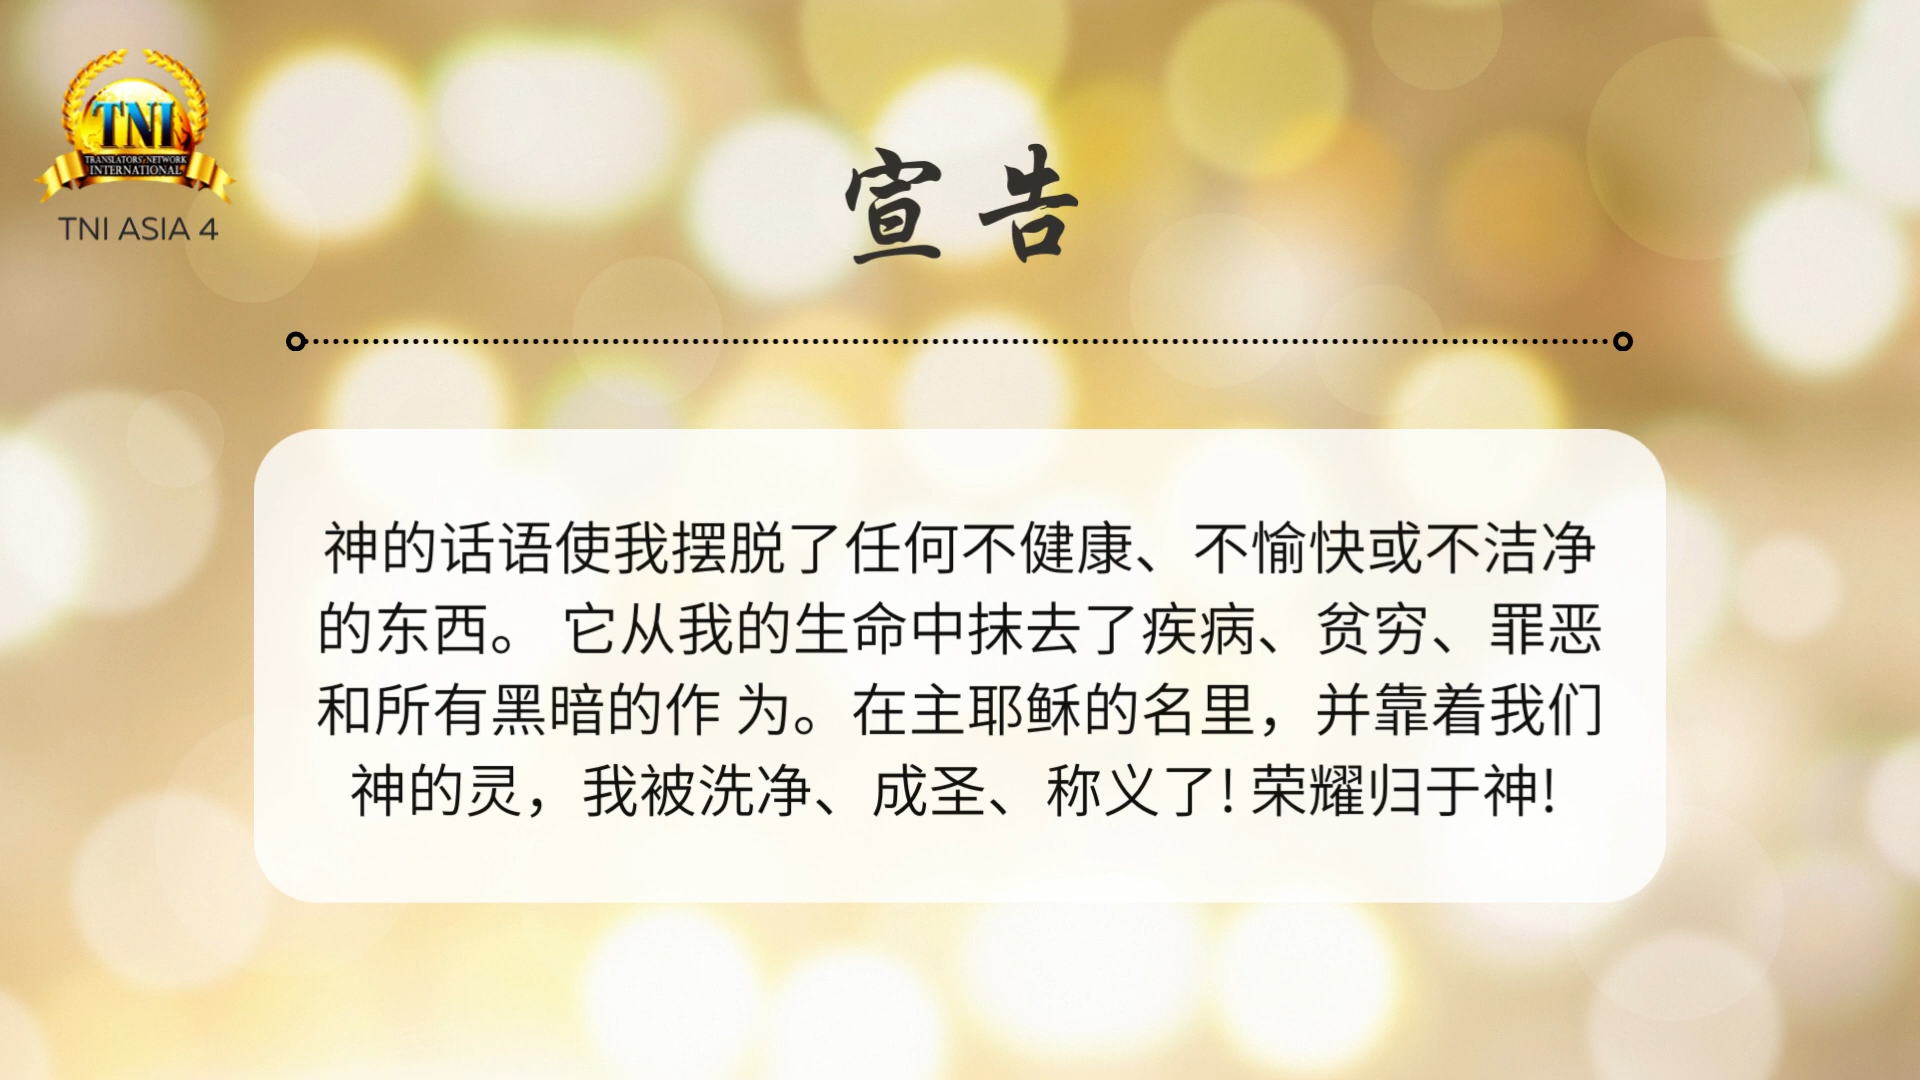 TNI
TRANSLATORS NETWORK
INTERNATIONAL
TNI ASIA 4
宣告
神的话语使我摆脱了任何不健康、不愉快或不洁净
的东西。 它从我的生命中抹去了疾病、贫穷、罪恶
和所有黑暗的作 为。在主耶稣的名里，并靠着我们
神的灵，我被洗净、成圣、称义了! 荣耀归于神!